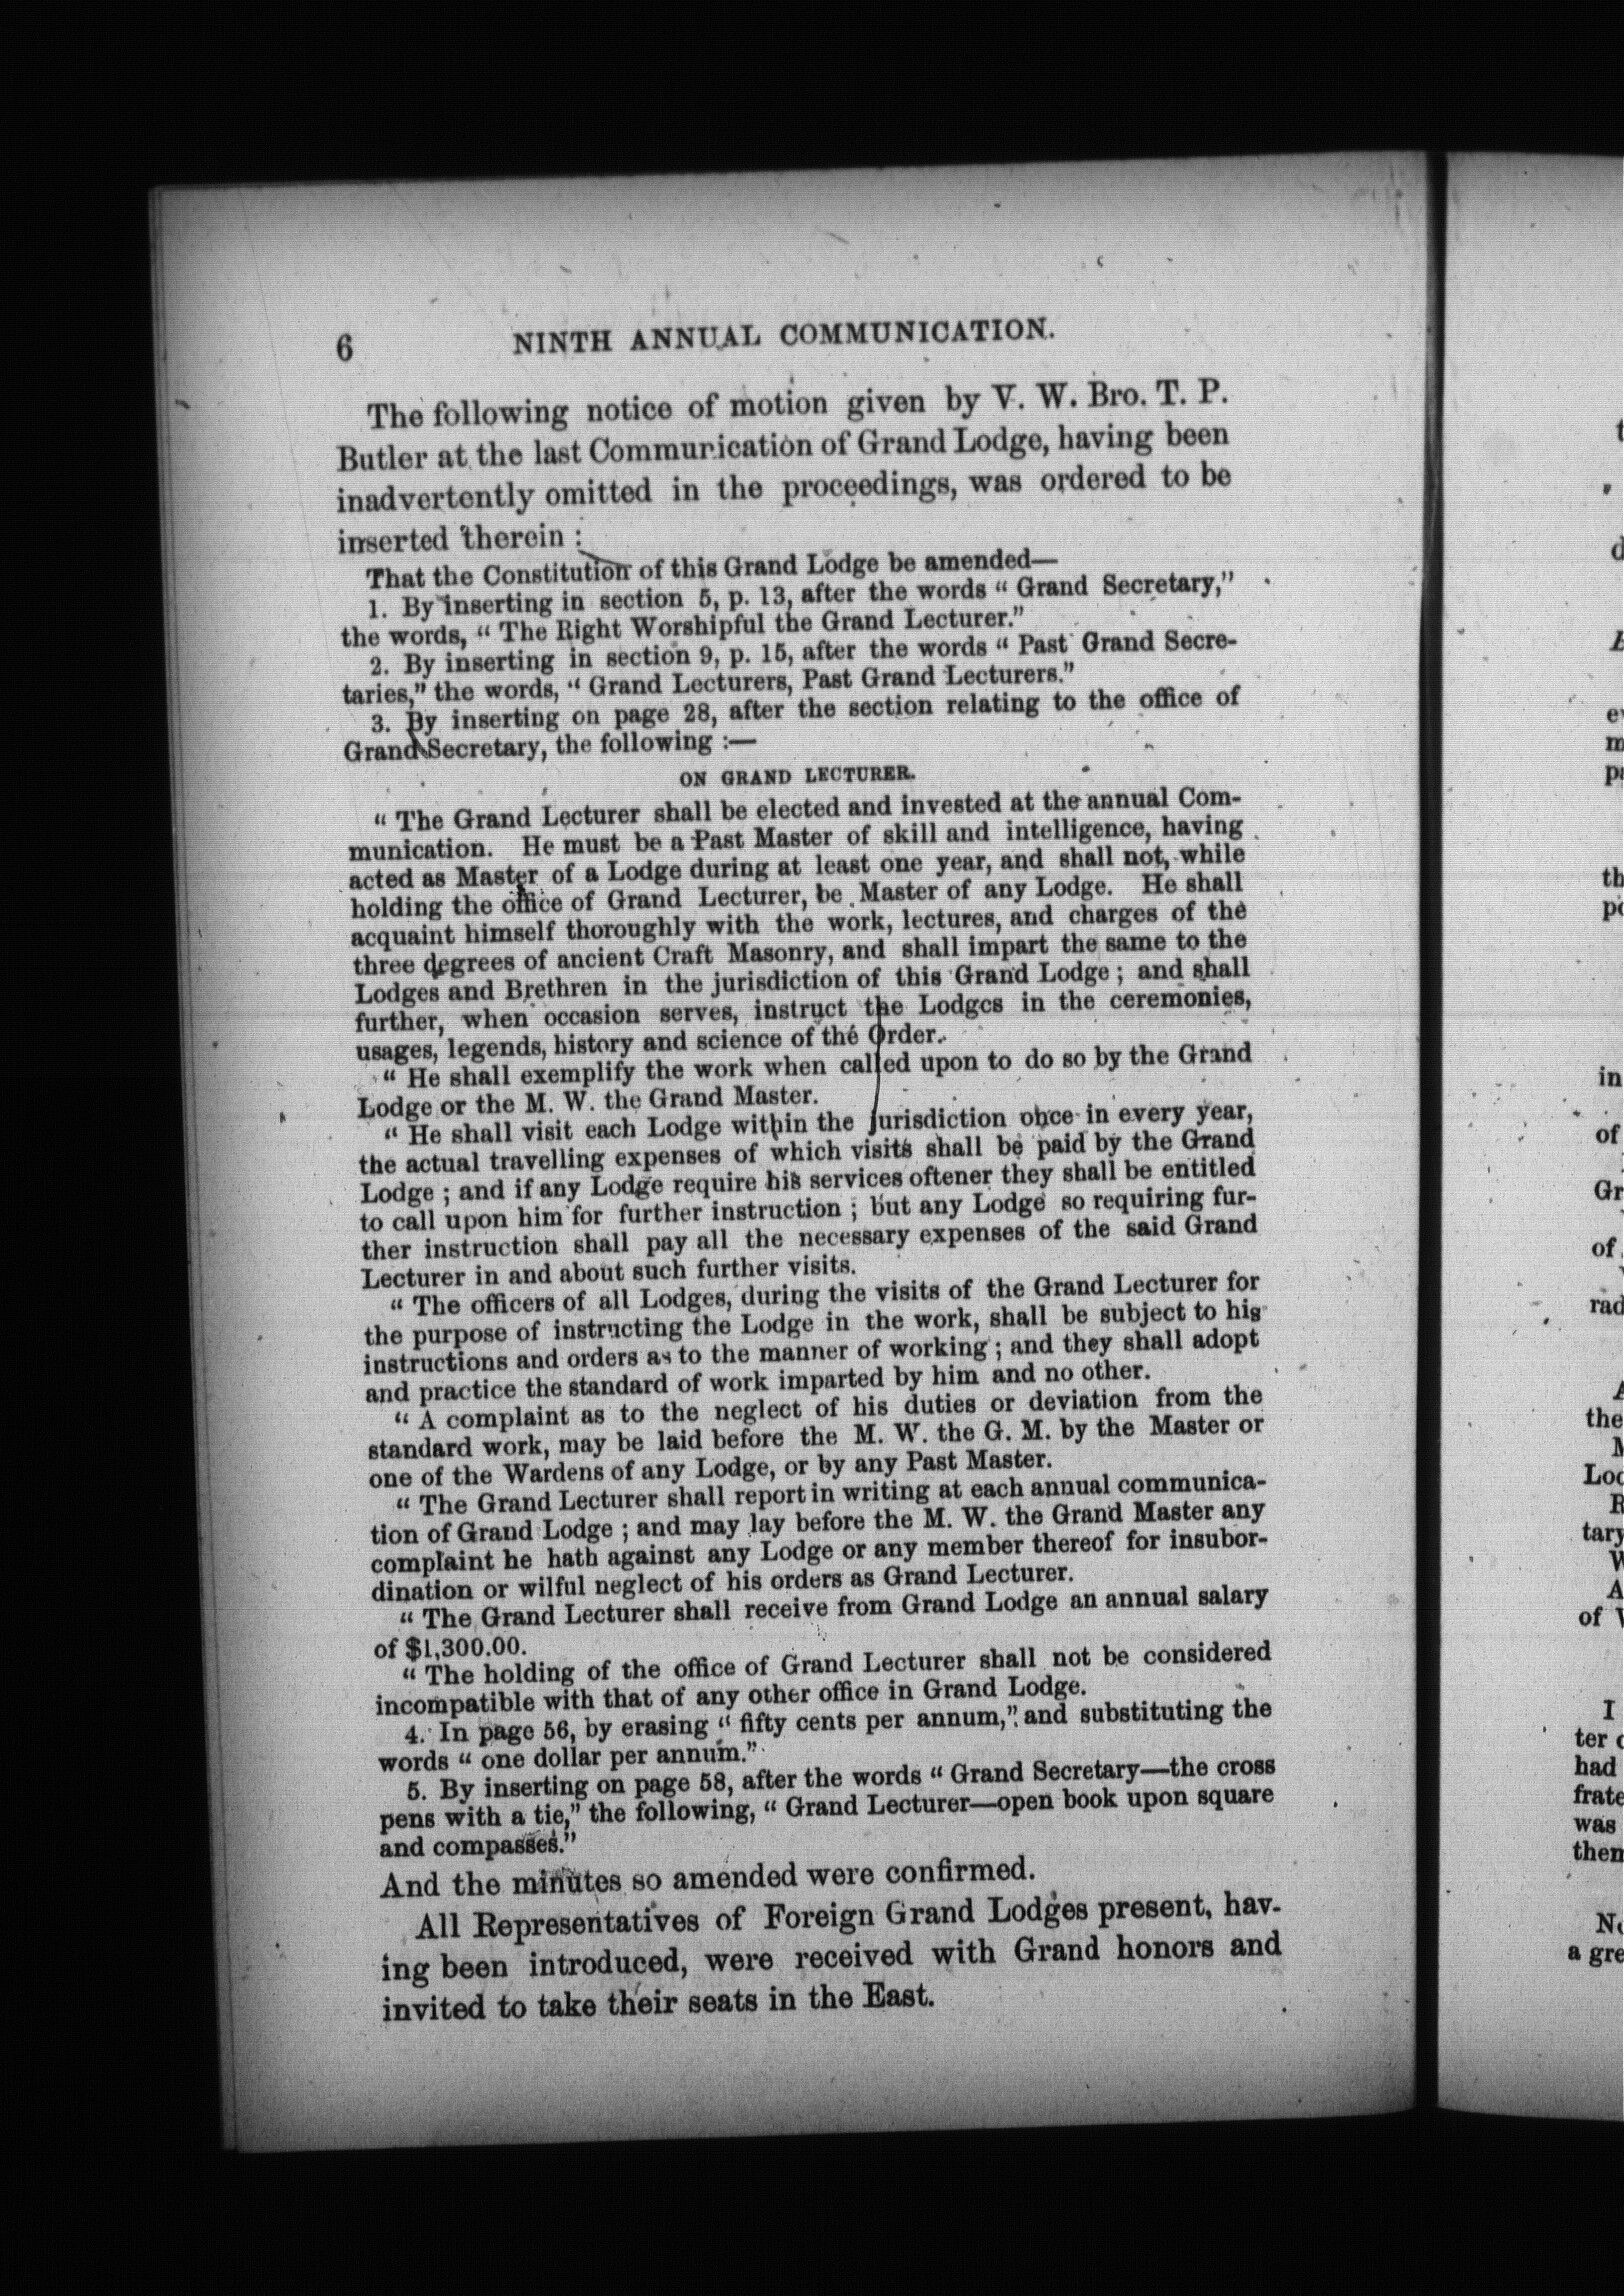 6 NINTH ANNUAL COMMUNICATION.
The following notice of motion given by V. W. Bro. T. P.
Butler at the last Communication of Grand Lodge, having been
inadvertently omitted in the proceedings, was ordered to be
inserted therein :
That the Constitution of this Grand Lodge be amended—
1. By inserting in section 5, p. 13, after the words “ Grand Secretary,”
the words, “ The Right Worshipful the Grand Lecturer.”
2. By inserting in section 9, p. 15, after the words “ Past Grand Secre-
taries,” the words, “ Grand Lecturers, Past Grand Lecturers.”
3. By inserting on page 28, after the section relating to the office of
Grand Secretary, the following :—
ON GRAND LECTURER.
“ The Grand Lecturer shall be elected and invested at the annual Com-
munication. He must be a Past Master of skill and intelligence, having
acted as Master of a Lodge during at least one year, and shall not, while
holding the office of Grand Lecturer, be Master of any Lodge. He shall
acquaint himself thoroughly with the work, lectures, and charges of the
three degrees of ancient Craft Masonry, and shall impart the same to the
Lodges and Brethren in the jurisdiction of this Grand Lodge ; and shall
further, when occasion serves, instruct the Lodges in the ceremonies,
usages, legends, history and science of the Order.
“ He shall exemplify the work when called upon to do so by the Grand
Lodge or the M. W. the Grand Master.
“ He shall visit each Lodge within the jurisdiction once in every year,
the actual travelling expenses of which visits shall be paid by the Grand
Lodge ; and if any Lodge require his services oftener they shall be entitled
to call upon him for further instruction ; but any Lodge so requiring fur-
ther instruction shall pay all the necessary expenses of the said Grand
Lecturer in and about such further visits.
“ The officers of all Lodges, during the visits of the Grand Lecturer for
the purpose of instructing the Lodge in the work, shall be subject to his
instructions and orders as to the manner of working ; and they shall adopt
and practice the standard of work imparted by him and no other.
“ A complaint as to the neglect of his duties or deviation from the
standard work, may be laid before the M. W. the G. M. by the Master or
one of the Wardens of any Lodge, or by any Past Master.
“ The Grand Lecturer shall report in writing at each annual communica-
tion of Grand Lodge ; and may lay before the M. W. the Grand Master any
complaint he hath against any Lodge or any member thereof for insubor-
dination or wilful neglect of his orders as Grand Lecturer.
“ The Grand Lecturer shall receive from Grand Lodge an annual salary
of $1,300.00.
“ The holding of the office of Grand Lecturer shall not be considered
incompatible with that of any other office in Grand Lodge.
4. In page 56, by erasing “ fifty cents per annum,” and substituting the
words “ one dollar per annum.”
5. By inserting on page 58, after the words “ Grand Secretary—the cross
pens with a tie,” the following, “ Grand Lecturer—open book upon square
and compasses.”
And the minutes so amended were confirmed.
All Representatives of Foreign Grand Lodges present, hav-
ing been introduced, were received with Grand honors and
invited to take their seats in the East.